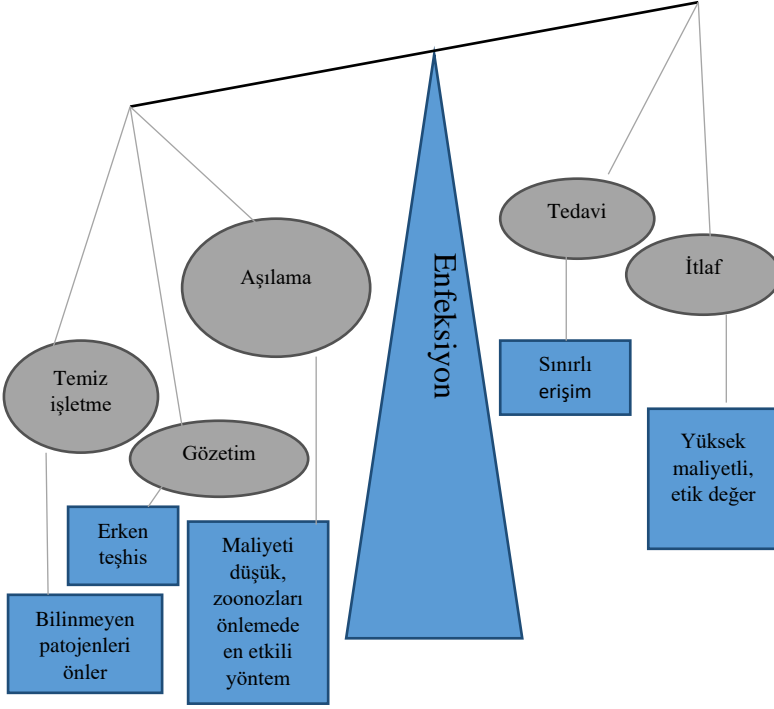 Enfeksiyon
Temiz
işletme
Bilinmeyen
patojenleri
önler
Gözetim
Erken
teşhis
Aşılama
Maliyeti
düşük,
zoonozları
önlemede
en etkili
yöntem
Tedavi
Sınırlı
erişim
İtlaf
Yüksek
maliyetli,
etik değer